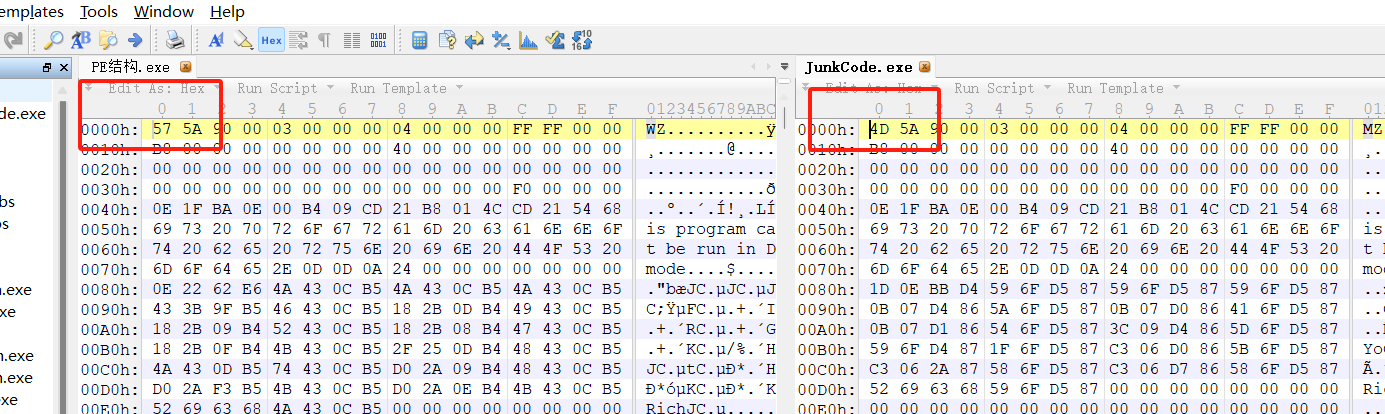 Templates Tools Window Help
Hex
PE结构.exe
Edit As: Hex Run Script Run Template
0 1 2 3 4 5 6 7 8 9 A B C D E F 0123456789ABC
0000h: 57 5A 90 00 03 00 00 00 04 00 00 00 FF FF 00 00 WZ..........ÿ
0010h: B8 00 00 00 00 00 00 00 40 00 00 00 00 00 00 00 ¸.......@....
0020h: 00 00 00 00 00 00 00 00 00 00 00 00 00 00 00 00 .............
0030h: 00 00 00 00 00 00 00 00 00 00 00 00 F0 00 00 00 ............ð
0040h: 0E 1F BA 0E 00 B4 09 CD 21 B8 01 4C CD 21 54 68 ..º..´.Í!¸.LÍ
0050h: 69 73 20 70 72 6F 67 72 61 6D 20 63 61 6E 6E 6F is program ca
0060h: 74 20 62 65 20 72 75 6E 20 69 6E 20 44 4F 53 20 t be run in D
0070h: 6D 6F 64 65 2E 0D 0D 0A 24 00 00 00 00 00 00 00 mode....$....
0080h: 0E 22 62 E6 4A 43 0C B5 4A 43 0C B5 4A 43 0C B5 ."bæJC.µJC.µJ
0090h: 43 3B 9F B5 46 43 0C B5 18 2B 0D B4 49 43 0C B5 C;ŸµFC.µ.+.´I
00A0h: 18 2B 09 B4 52 43 0C B5 18 2B 08 B4 47 43 0C B5 .+.´RC.µ.+.´G
00B0h: 18 2B 0F B4 4B 43 0C B5 2F 25 0D B4 48 43 0C B5 .+.´KC.µ/%.´H
00C0h: 4A 43 0D B5 74 43 0C B5 D0 2A 09 B4 48 43 0C B5 JC.µtC.µÐ*.´H
00D0h: D0 2A F3 B5 4B 43 0C B5 D0 2A 0E B4 4B 43 0C B5 Ð*óµKC.µÐ*.´K
00E0h: 52 69 63 68 4A 43 0C B5 00 00 00 00 00 00 00 00 RichJC.µ.....
JunkCode.exe
Edit As: Hex Run Script Run Template
0 1 2 3 4 5 6 7 8 9 A B C D E F 01
0000h: 4D 5A 90 00 03 00 00 00 04 00 00 00 FF FF 00 00 MZ
0010h: B8 00 00 00 00 00 00 00 40 00 00 00 00 00 00 00 ¸.
0020h: 00 00 00 00 00 00 00 00 00 00 00 00 00 00 00 00 ..
0030h: 00 00 00 00 00 00 00 00 00 00 00 00 F0 00 00 00 ..
0040h: 0E 1F BA 0E 00 B4 09 CD 21 B8 01 4C CD 21 54 68 ..
0050h: 69 73 20 70 72 6F 67 72 61 6D 20 63 61 6E 6E 6F is
0060h: 74 20 62 65 20 72 75 6E 20 69 6E 20 44 4F 53 20 t
0070h: 6D 6F 64 65 2E 0D 0D 0A 24 00 00 00 00 00 00 00 mo
0080h: 1D 0E BB D4 59 6F D5 87 59 6F D5 87 59 6F D5 87 ..
0090h: 0B 07 D4 86 5A 6F D5 87 0B 07 D0 86 41 6F D5 87 ..
00A0h: 0B 07 D1 86 54 6F D5 87 3C 09 D4 86 5D 6F D5 87 ..
00B0h: 59 6F D4 87 1F 6F D5 87 C3 06 D0 86 5B 6F D5 87 Yo
00C0h: C3 06 2A 87 58 6F D5 87 C3 06 D7 86 58 6F D5 87 Ã.
00D0h: 52 69 63 68 59 6F D5 87 00 00 00 00 00 00 00 00 Ri
00E0h: 00 00 00 00 00 00 00 00 00 00 00 00 00 00 00 00 ..
de.exe